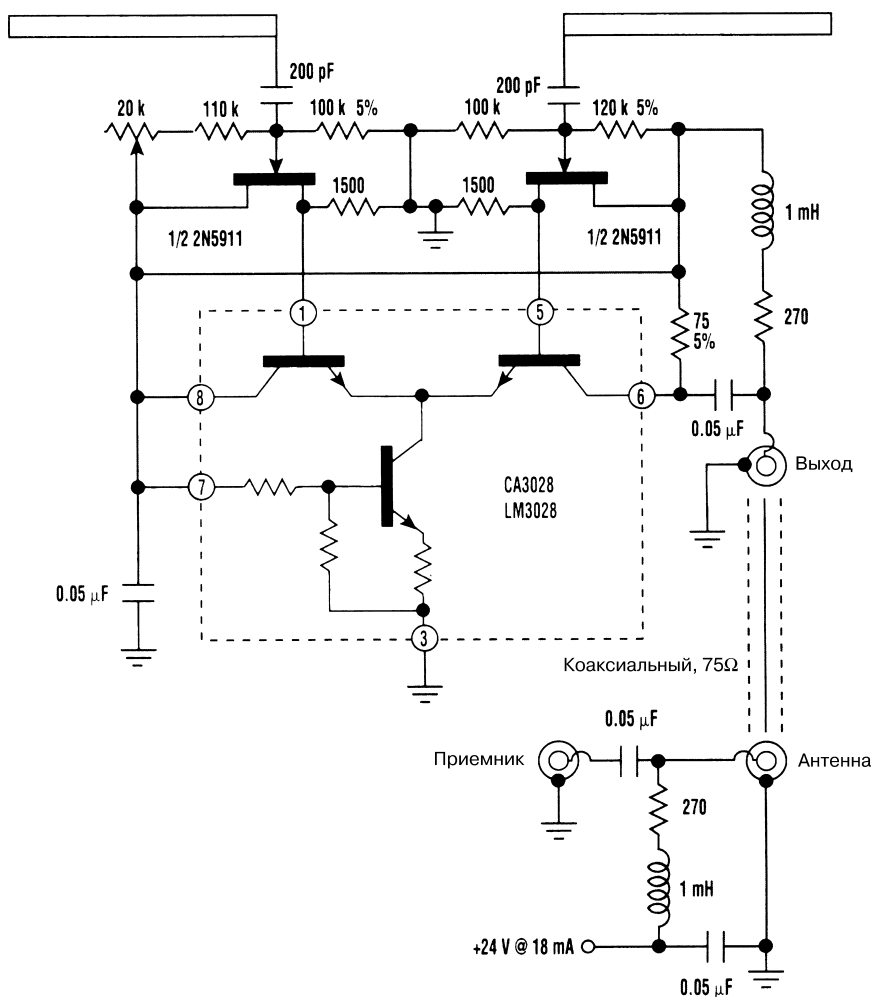 200 pF
200 pF
20 k
110 k
100 k 5%
100 k
120 k 5%
1500
1500
1 mH
1/2 2N5911
1/2 2N5911
1
5
75
5%
270
8
6
0.05 μF
Выход
7
CA3028
LM3028
0.05 μF
3
Коаксиальный, 75Ω
0.05 μF
Приемник
Антенна
270
1 mH
+24 V @ 18 mA
0.05 μF